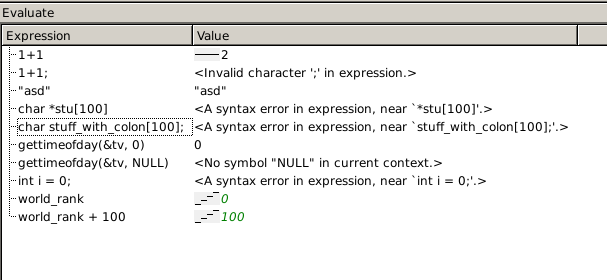 Evaluate
Expression Value
1+1 2
1+1; <Invalid character ';' in expression.>
"asd" "asd"
char *stu[100] <A syntax error in expression, near `*stu[100]'.>
char stuff_with_colon[100]; <A syntax error in expression, near `stuff_with_colon[100];'.>
gettimeofday(&tv, 0) 0
gettimeofday(&tv, NULL) <No symbol "NULL" in current context.>
int i = 0; <A syntax error in expression, near `int i = 0;'.>
world_rank 0
world_rank + 100 100